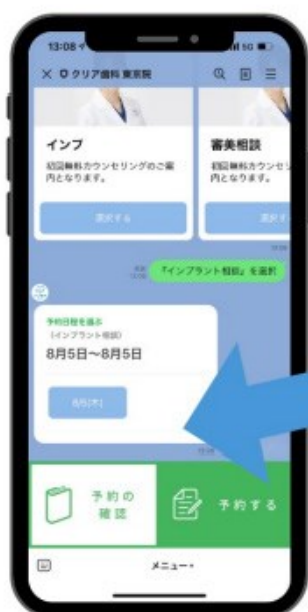 13:08
5G
クリア歯科 東京院
インプ
初回無料カウンセリングのご案
内となります。
選択する
審美相談
初回無料カウンセリ
内となります。
選択す
『インプラント相談』を選択
予約日程を選ぶ
(インプラント相談)
8月5日〜8月5日
8/5(木)
予約の
確認
予約する
メニュー